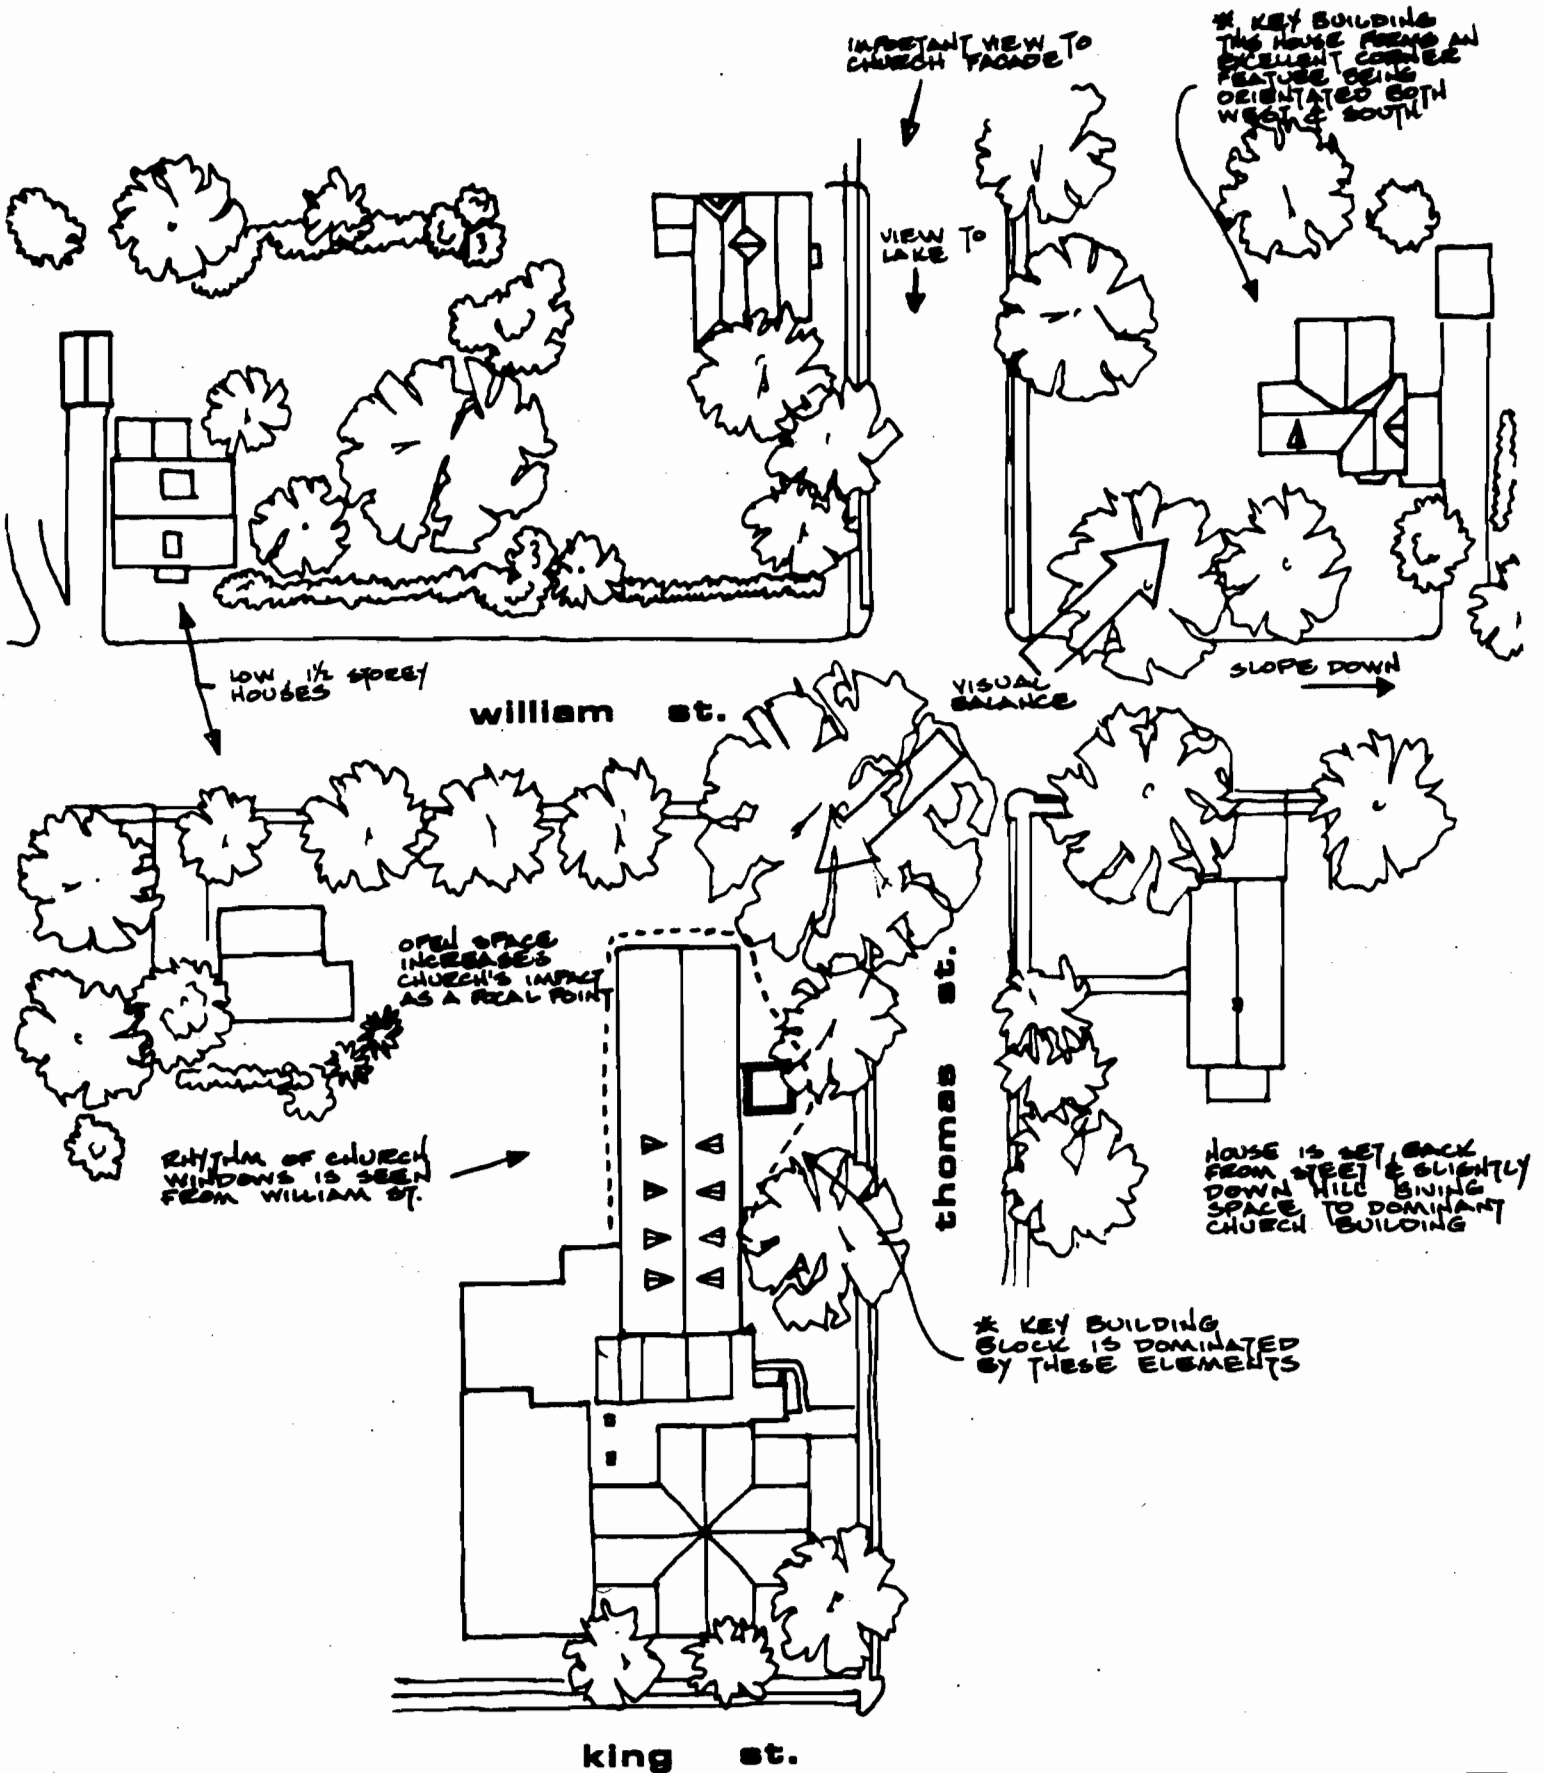 IMPORTANT VIEW TO
CHURCH FACADE
* KEY BUILDING
THIS HOUSE FORMS AN
EXCELLENT CORNER
FEATURE BEING
ORIENTATED BOTH
WEST & SOUTH
VIEW TO
LAKE
LOW, 1½ STOREY
HOUSES
william st.
VISUAL
BALANCE
SLOPE DOWN
OPEN SPACE
INCREASES
CHURCH'S IMPACT
AS A FOCAL POINT
thomas st.
RHYTHM OF CHURCH
WINDOWS IS SEEN
FROM WILLIAM ST.
HOUSE IS SET BACK
FROM STREET & SLIGHTLY
DOWN HILL GIVING
SPACE TO DOMINANT
CHURCH BUILDING
* KEY BUILDING
BLOCK IS DOMINATED
BY THESE ELEMENTS
king st.